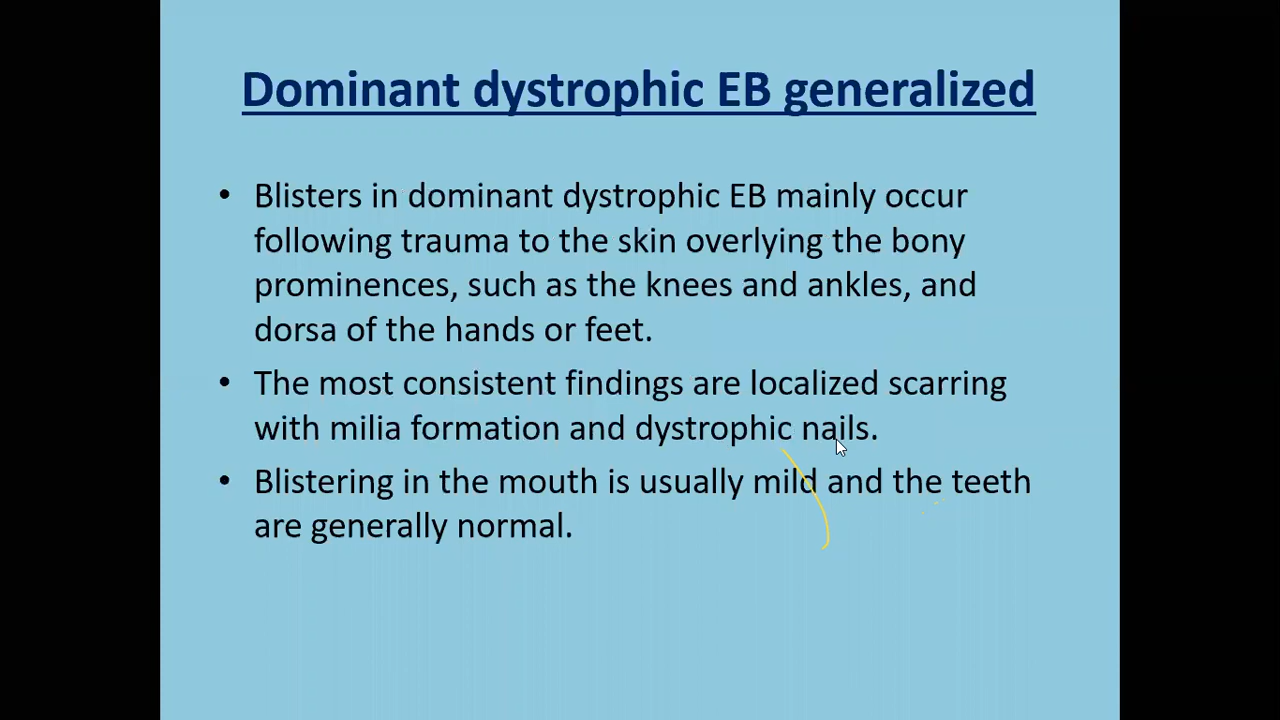 Dominant dystrophic EB generalized
• Blisters in dominant dystrophic EB mainly occur
following trauma to the skin overlying the bony
prominences, such as the knees and ankles, and
dorsa of the hands or feet.
• The most consistent findings are localized scarring
with milia formation and dystrophic nails.
• Blistering in the mouth is usually mild and the teeth
are generally normal.